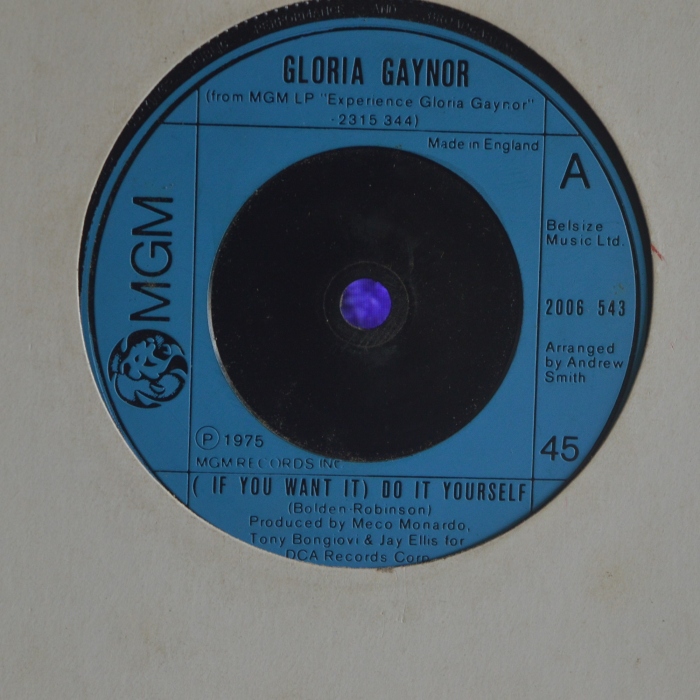 PERFORMANCE AND
GLORIA GAYNOR
(from MGM LP "Experience Gloria Gaynor"
-2315 344)
Made in England
A
MGM
Belsize
Music Ltd.
2006 543
Arranged
by Andrew
Smith
45
Ⓟ 1975
MGM RECORDS INC
( IF YOU WANT IT) DO IT YOURSELF
(Bolden-Robinson)
Produced by Meco Monardo,
Tony Bongiovi & Jay Ellis for
DCA Records Corp